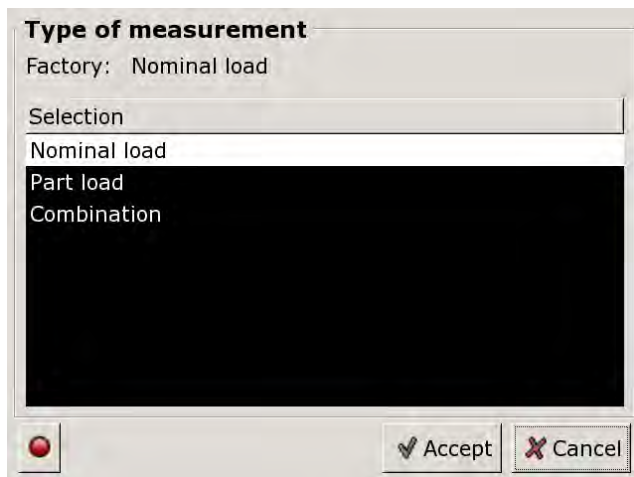 Type of measurement
Factory: Nominal load
Selection
Nominal load
Part load
Combination
Accept Cancel